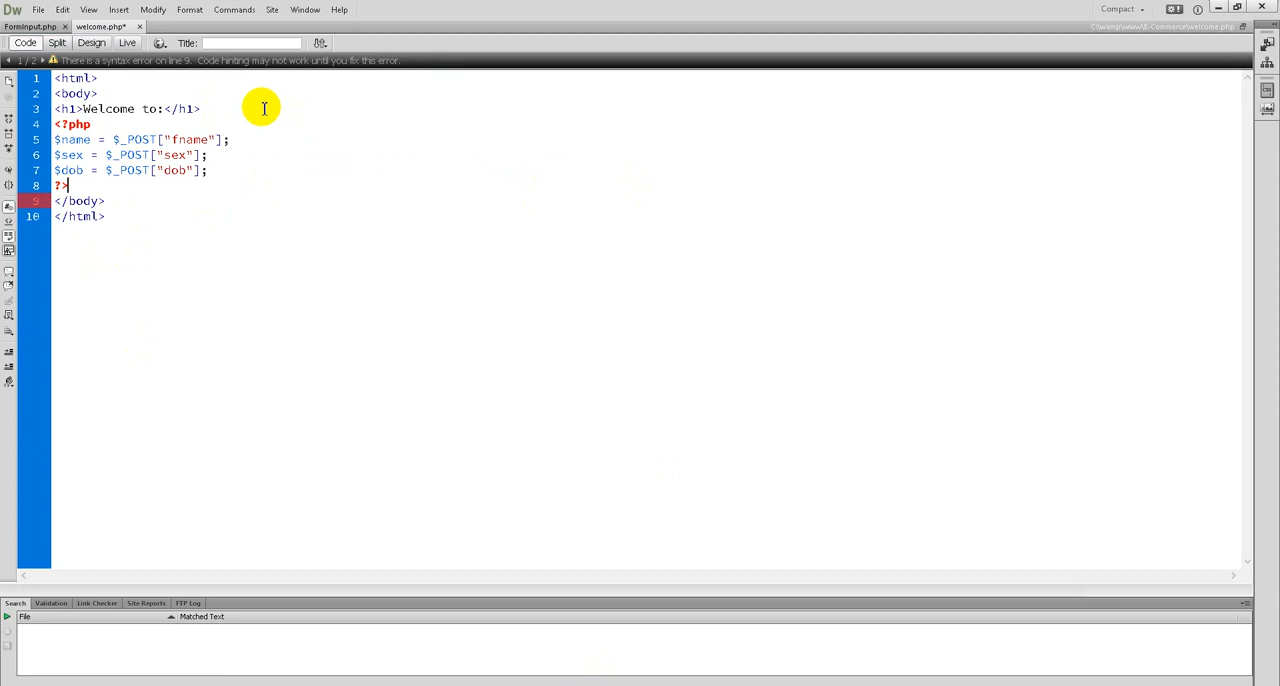 Dw File Edit View Insert Modify Format Commands Site Window Help Compact
FormInput.php × welcome.php* × C:\wamp\www\E-Commerce\welcome.php
Code Split Design Live Title:
1 / 2 There is a syntax error on line 9. Code hinting may not work until you fix this error.
1 <html>
2 <body>
3 <h1>Welcome to:</h1>
4 <?php
5 $name = $_POST["fname"];
6 $sex = $_POST["sex"];
7 $dob = $_POST["dob"];
8 ?>
9 </body>
10 </html>
CSS
Search Validation Link Checker Site Reports FTP Log
File Matched Text